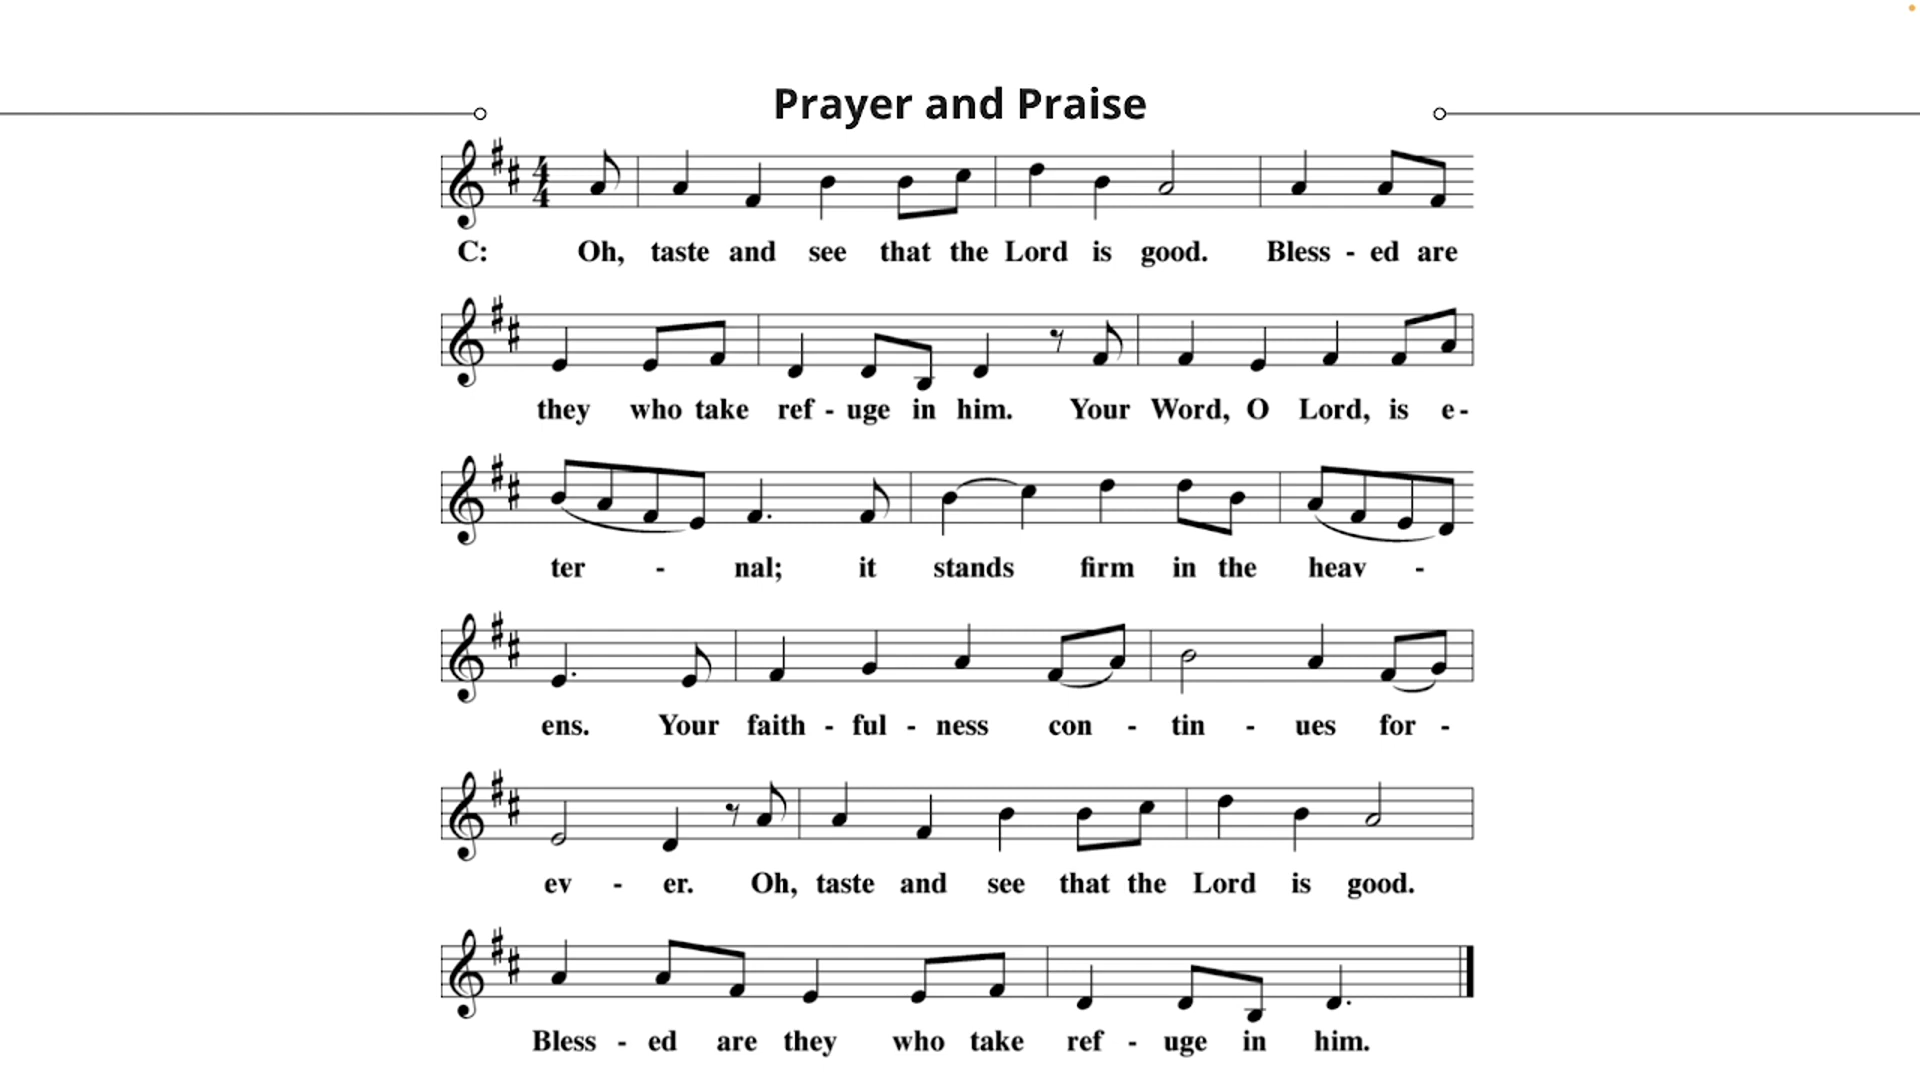 Prayer and Praise
4
4
C: Oh, taste and see that the Lord is good. Bless - ed are
they who take ref - uge in him. Your Word, O Lord, is e -
ter - nal; it stands firm in the heav -
ens. Your faith - ful - ness con - tin - ues for -
ev - er. Oh, taste and see that the Lord is good.
Bless - ed are they who take ref - uge in him.